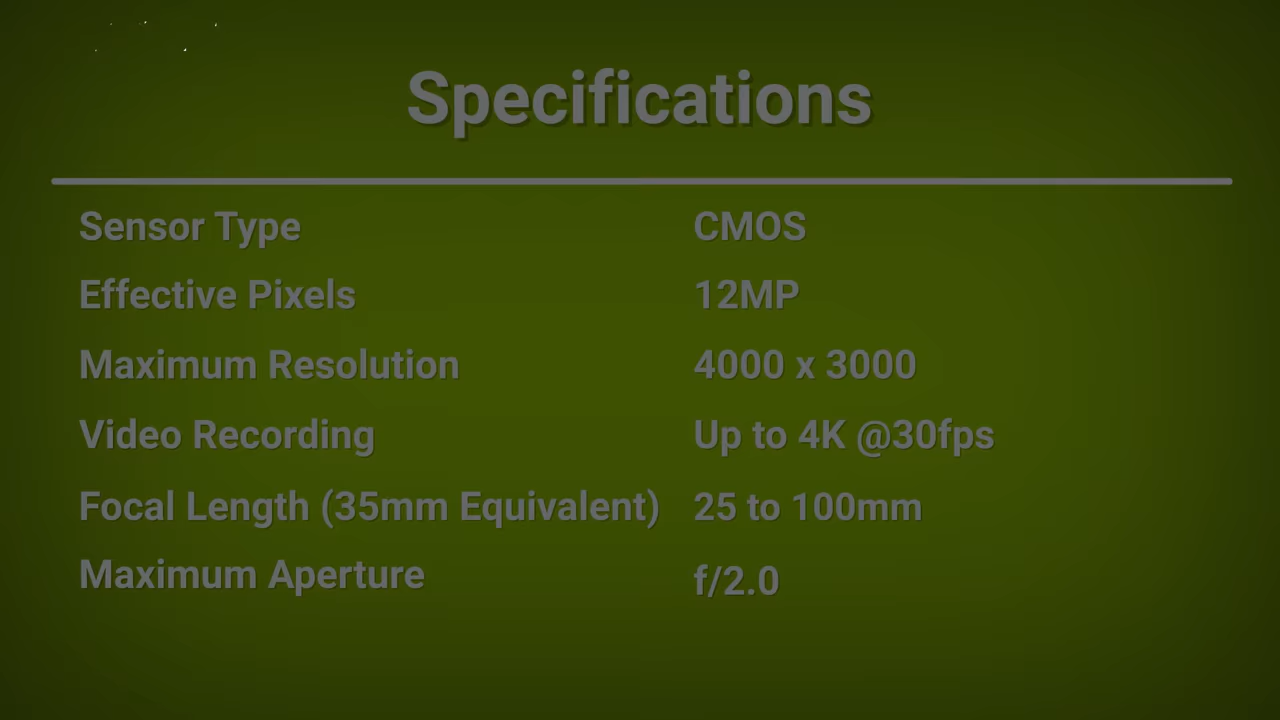 Specifications
Sensor Type CMOS
Effective Pixels 12MP
Maximum Resolution 4000 x 3000
Video Recording Up to 4K @30fps
Focal Length (35mm Equivalent) 25 to 100mm
Maximum Aperture f/2.0